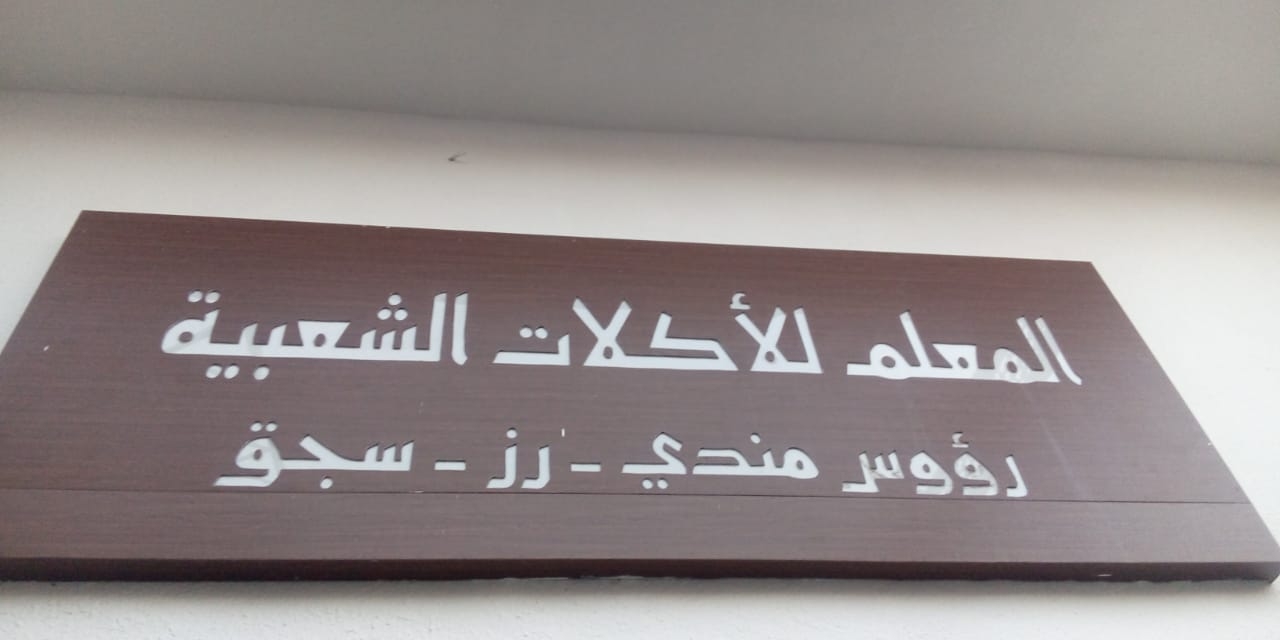 المعلم للأكلات الشعبية
رؤوس مندي - رز - سجق